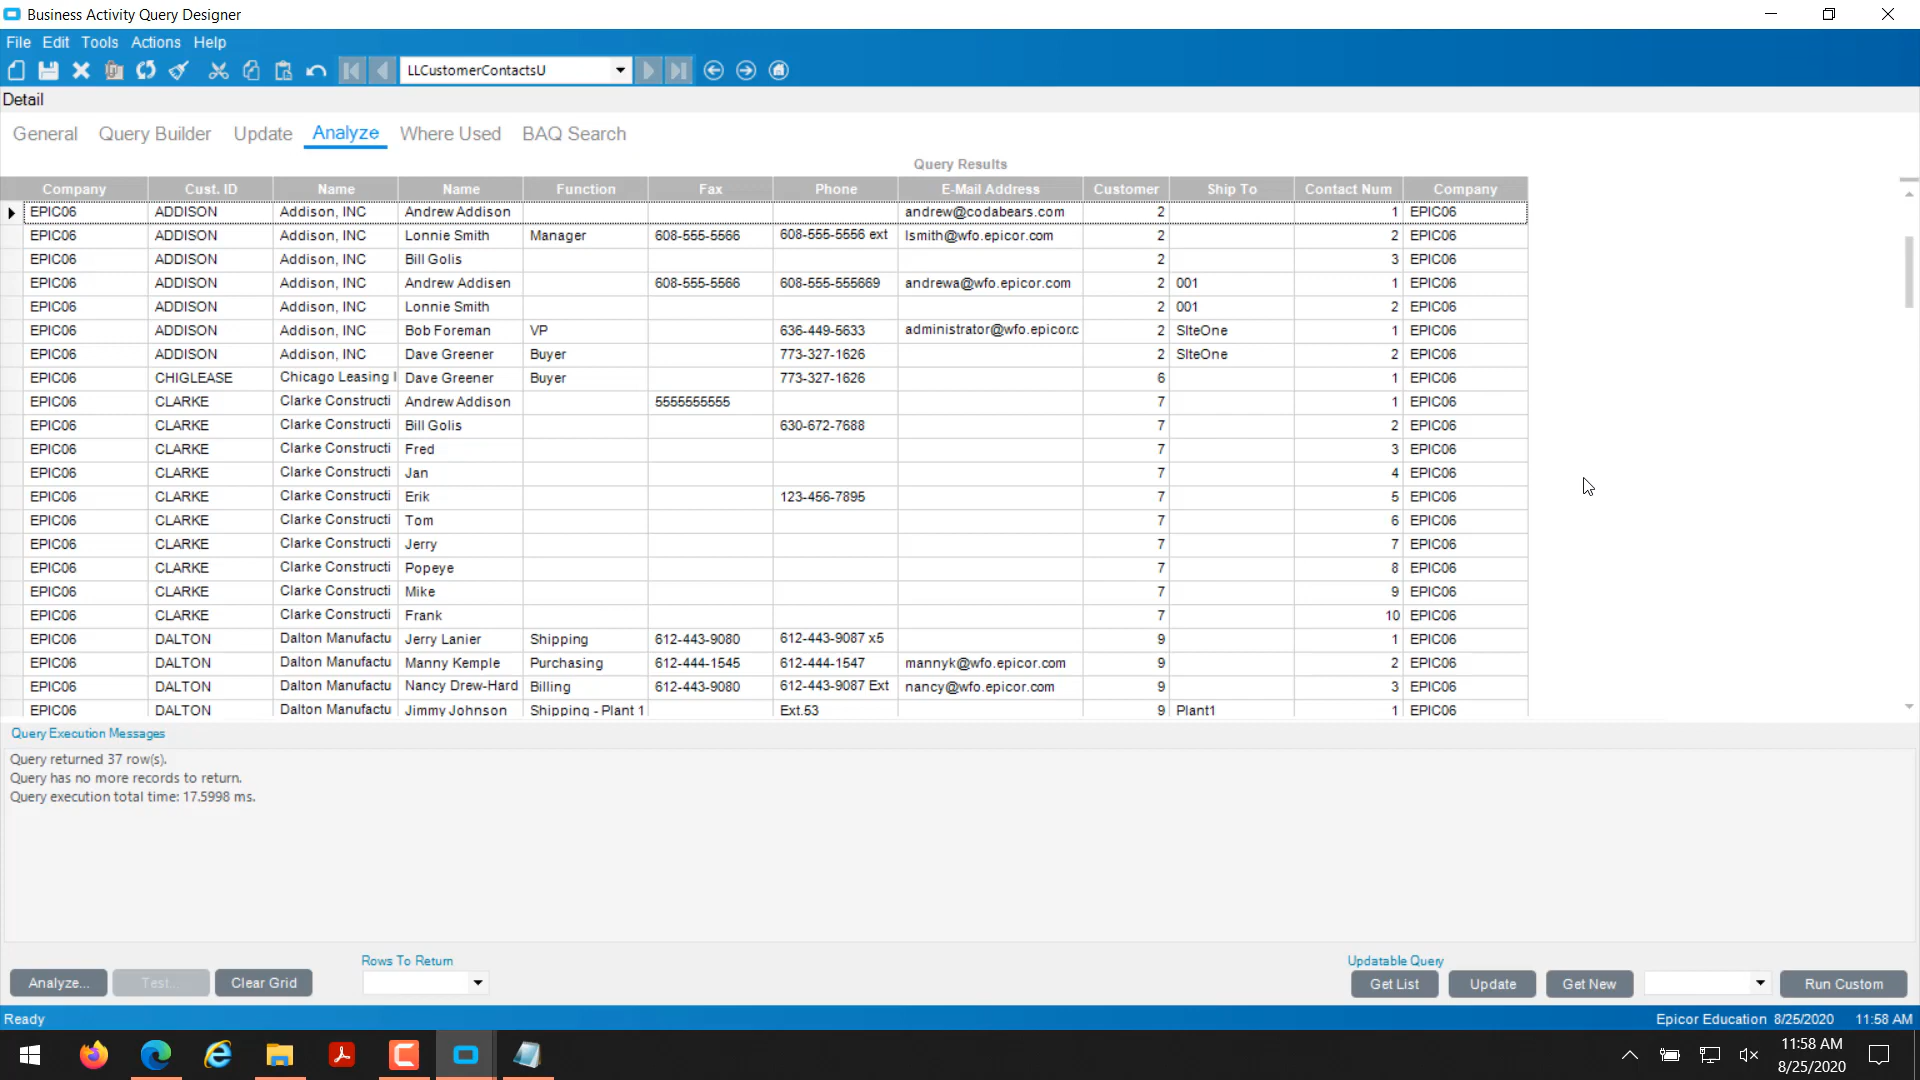 Business Activity Query Designer
File Edit Tools Actions Help
LLCustomerContactsU
Detail
General Query Builder Update Analyze Where Used BAQ Search
Query Results
Company Cust. ID Name Name Function Fax Phone E-Mail Address Customer Ship To Contact Num Company
EPIC06 ADDISON Addison, INC Andrew Addison andrew@codabears.com 2 1 EPIC06
EPIC06 ADDISON Addison, INC Lonnie Smith Manager 608-555-5566 608-555-5556 ext lsmith@wfo.epicor.com 2 2 EPIC06
EPIC06 ADDISON Addison, INC Bill Golis 2 3 EPIC06
EPIC06 ADDISON Addison, INC Andrew Addisen 608-555-5566 608-555-555669 andrewa@wfo.epicor.com 2 001 1 EPIC06
EPIC06 ADDISON Addison, INC Lonnie Smith 2 001 2 EPIC06
EPIC06 ADDISON Addison, INC Bob Foreman VP 636-449-5633 administrator@wfo.epicor.c 2 SIteOne 1 EPIC06
EPIC06 ADDISON Addison, INC Dave Greener Buyer 773-327-1626 2 SIteOne 2 EPIC06
EPIC06 CHIGLEASE Chicago Leasing I Dave Greener Buyer 773-327-1626 6 1 EPIC06
EPIC06 CLARKE Clarke Constructi Andrew Addison 5555555555 7 1 EPIC06
EPIC06 CLARKE Clarke Constructi Bill Golis 630-672-7688 7 2 EPIC06
EPIC06 CLARKE Clarke Constructi Fred 7 3 EPIC06
EPIC06 CLARKE Clarke Constructi Jan 7 4 EPIC06
EPIC06 CLARKE Clarke Constructi Erik 123-456-7895 7 5 EPIC06
EPIC06 CLARKE Clarke Constructi Tom 7 6 EPIC06
EPIC06 CLARKE Clarke Constructi Jerry 7 7 EPIC06
EPIC06 CLARKE Clarke Constructi Popeye 7 8 EPIC06
EPIC06 CLARKE Clarke Constructi Mike 7 9 EPIC06
EPIC06 CLARKE Clarke Constructi Frank 7 10 EPIC06
EPIC06 DALTON Dalton Manufactu Jerry Lanier Shipping 612-443-9080 612-443-9087 x5 9 1 EPIC06
EPIC06 DALTON Dalton Manufactu Manny Kemple Purchasing 612-444-1545 612-444-1547 mannyk@wfo.epicor.com 9 2 EPIC06
EPIC06 DALTON Dalton Manufactu Nancy Drew-Hard Billing 612-443-9080 612-443-9087 Ext nancy@wfo.epicor.com 9 3 EPIC06
EPIC06 DALTON Dalton Manufactu Jimmy Johnson Shipping - Plant 1 Ext.53 9 Plant1 1 EPIC06
Query Execution Messages
Query returned 37 row(s).
Query has no more records to return.
Query execution total time: 17.5998 ms.
Rows To Return
Updatable Query
Analyze... Test... Clear Grid Get List Update Get New Run Custom
Ready
Epicor Education 8/25/2020 11:58 AM
11:58 AM
8/25/2020